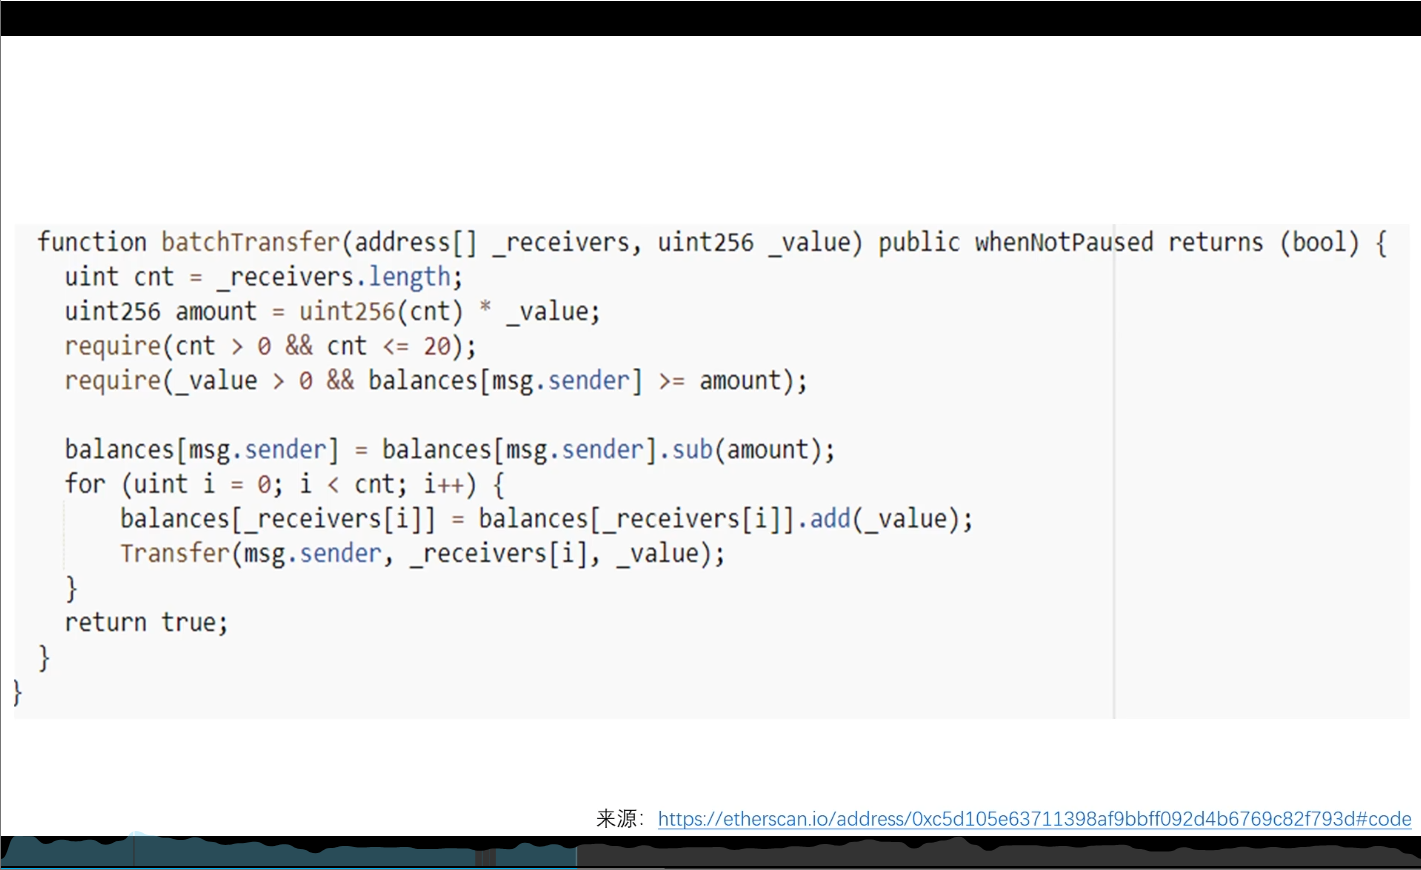 function batchTransfer(address[] _receivers, uint256 _value) public whenNotPaused returns (bool) {
uint cnt = _receivers.length;
uint256 amount = uint256(cnt) * _value;
require(cnt > 0 && cnt <= 20);
require(_value > 0 && balances[msg.sender] >= amount);
balances[msg.sender] = balances[msg.sender].sub(amount);
for (uint i = 0; i < cnt; i++) {
balances[_receivers[i]] = balances[_receivers[i]].add(_value);
Transfer(msg.sender, _receivers[i], _value);
}
return true;
}
}
来源：https://etherscan.io/address/0xc5d105e63711398af9bbff092d4b6769c82f793d#code